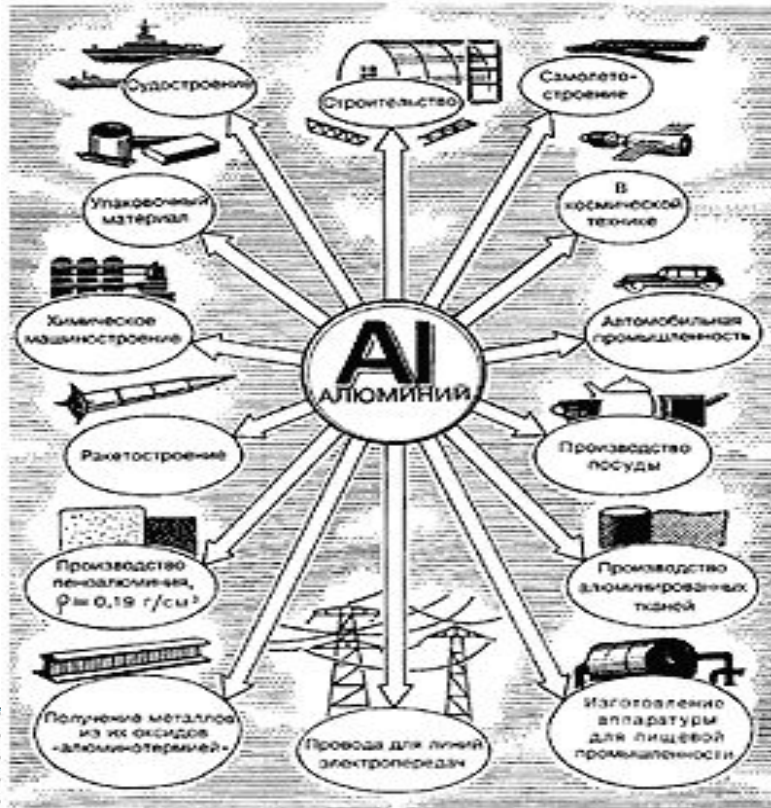 Судостроение
Строительство
Самолето-
строение
Упаковочный
материал
В
космической
технике
Химическое
машиностроение
Al
АЛЮМИНИЙ
Автомобильная
промышленность
Ракетостроение
Производство
посуды
Производство
пеноалюминия,
ρ = 0,19 г/см³
Производство
алюминированных
тканей
Получение металлов
из их оксидов
«алюминотермией»
Провода для линий
электропередач
Изготовление
аппаратуры
для пищевой
промышленности